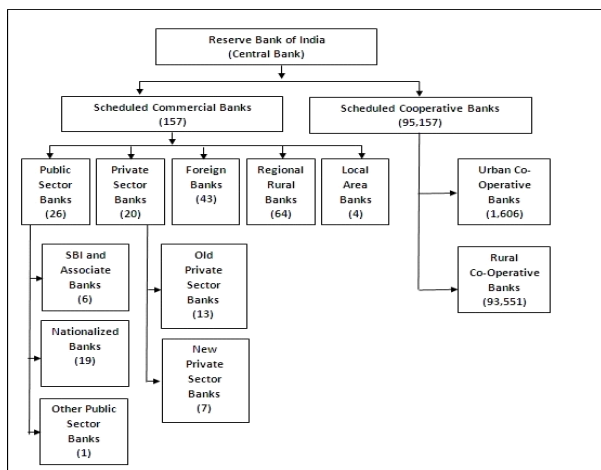 Reserve Bank of India
(Central Bank)
Scheduled Commercial Banks
(157)
Scheduled Cooperative Banks
(95,157)
Public
Sector
Banks
(26)
Private
Sector
Banks
(20)
Foreign
Banks
(43)
Regional
Rural
Banks
(64)
Local
Area
Banks
(4)
Urban Co-
Operative
Banks
(1,606)
SBI and
Associate
Banks
(6)
Old
Private
Sector
Banks
(13)
Rural
Co-Operative
Banks
(93,551)
Nationalized
Banks
(19)
New
Private
Sector
Banks
(7)
Other Public
Sector
Banks
(1)